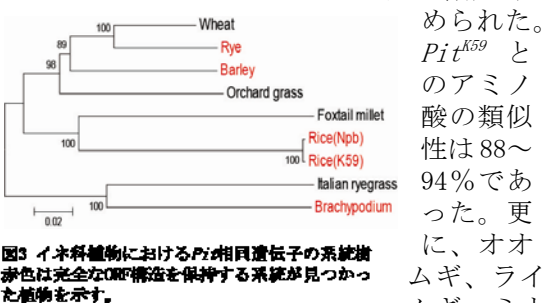 Wheat
100
Rye
89
Barley
98
Orchard grass
Foxtail millet
Rice(Npb)
100
100
Rice(K59)
Italian ryegrass
100
Brachypodium
0.02
図3 イネ科植物におけるPit相同遺伝子の系統樹
赤色は完全なORF構造を保持する系統が見つかっ
た植物を示す。
められた。
Pit^K59 と
のアミノ
酸の類似
性は88～
94%であ
った。更
に、オオ
ムギ、ライ